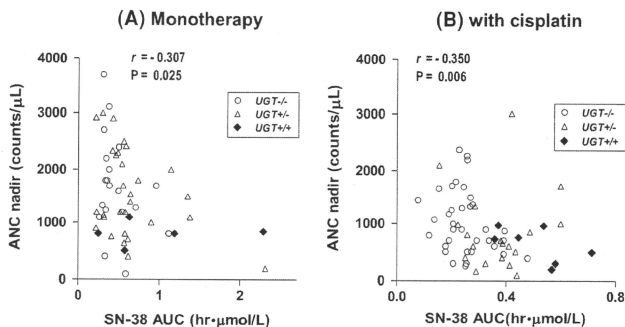 (A) Monotherapy
r = - 0.307
P = 0.025
UGT-/-
UGT+/-
UGT+/+
ANC nadir (counts/μL)
4000
3000
2000
1000
0
0
1
2
SN-38 AUC (hr•μmol/L)
(B) with cisplatin
r = - 0.350
P = 0.006
UGT-/-
UGT+/-
UGT+/+
ANC nadir (counts/μL)
4000
3000
2000
1000
0
0.0
0.4
0.8
SN-38 AUC(hr•μmol/L)